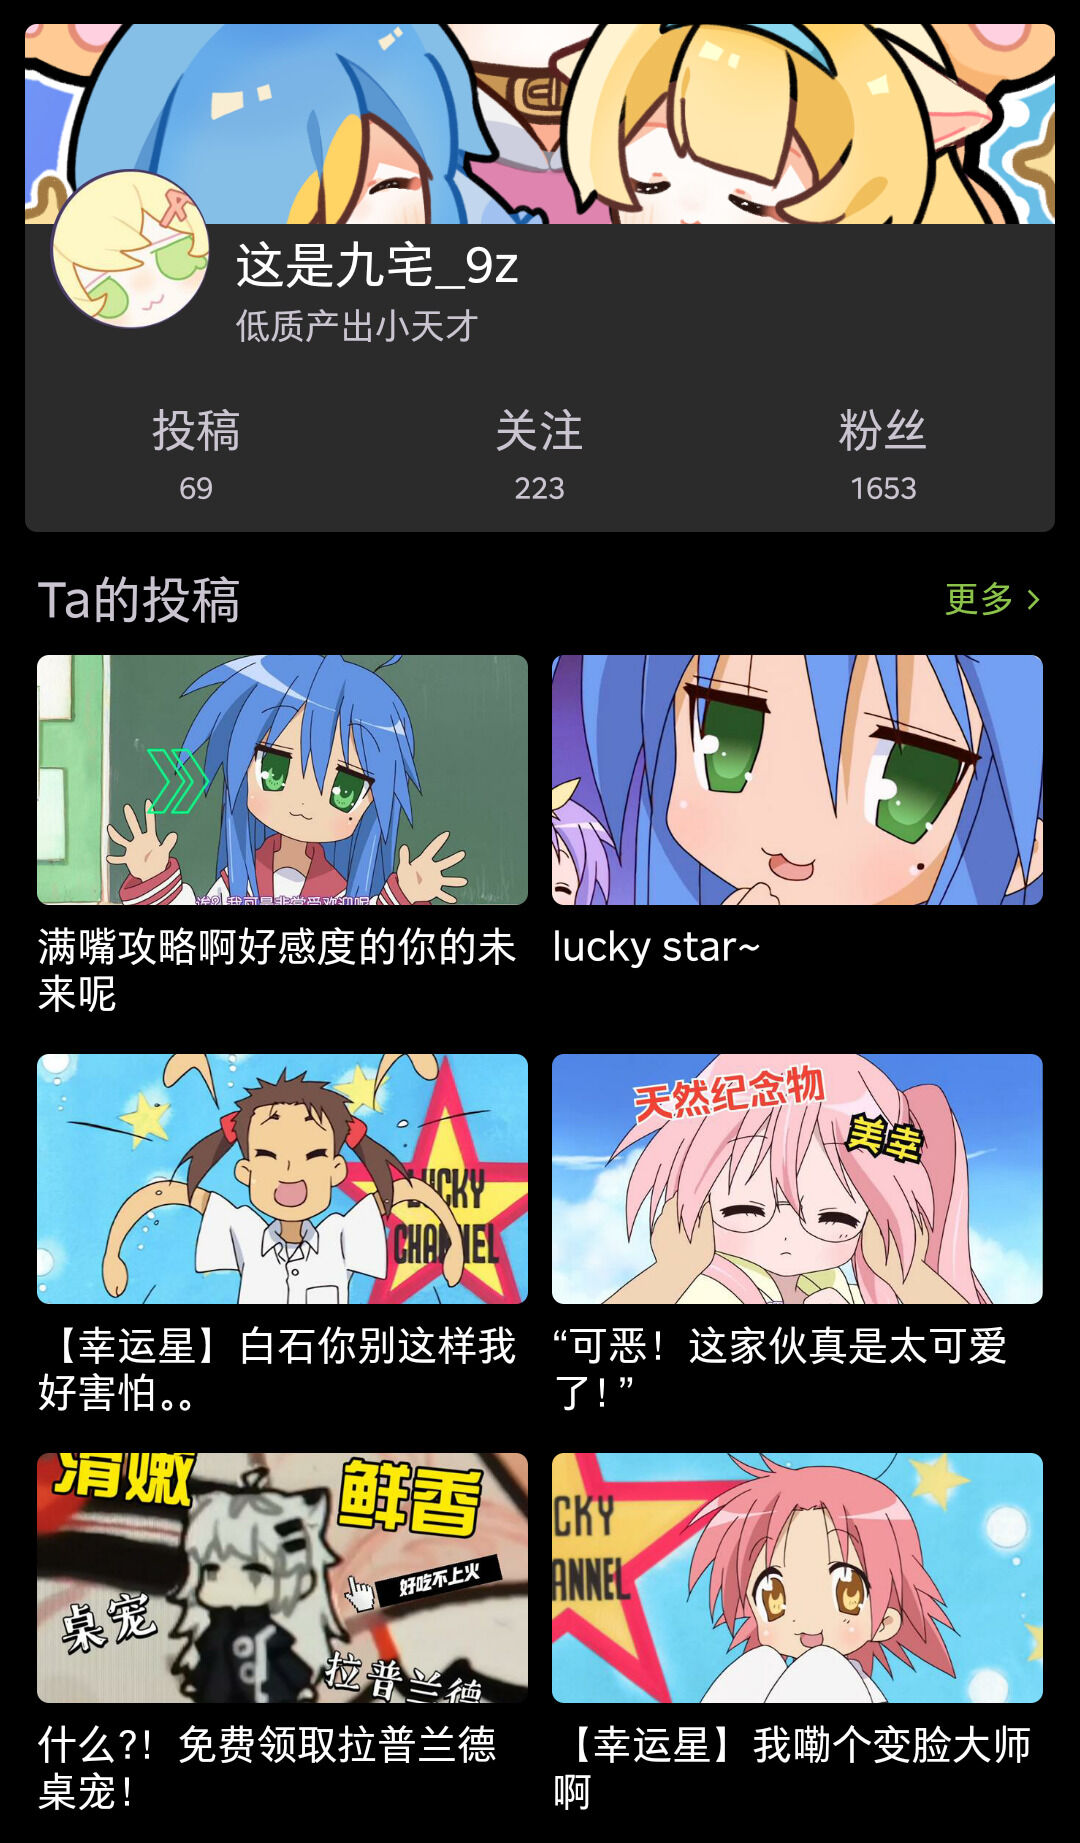 这是九宅_9z
低质产出小天才
投稿 关注 粉丝
69 223 1653
Ta的投稿 更多
满嘴攻略啊好感度的你的未
来呢
lucky star~
LUCKY
CHANNEL
天然纪念物
美幸
【幸运星】白石你别这样我
好害怕。。
“可恶！这家伙真是太可爱
了！”
滑嫩
鲜香
好吃不上火
桌宠
拉普兰德
CKY
ANNEL
什么?！免费领取拉普兰德
桌宠！
【幸运星】我嘞个变脸大师
啊